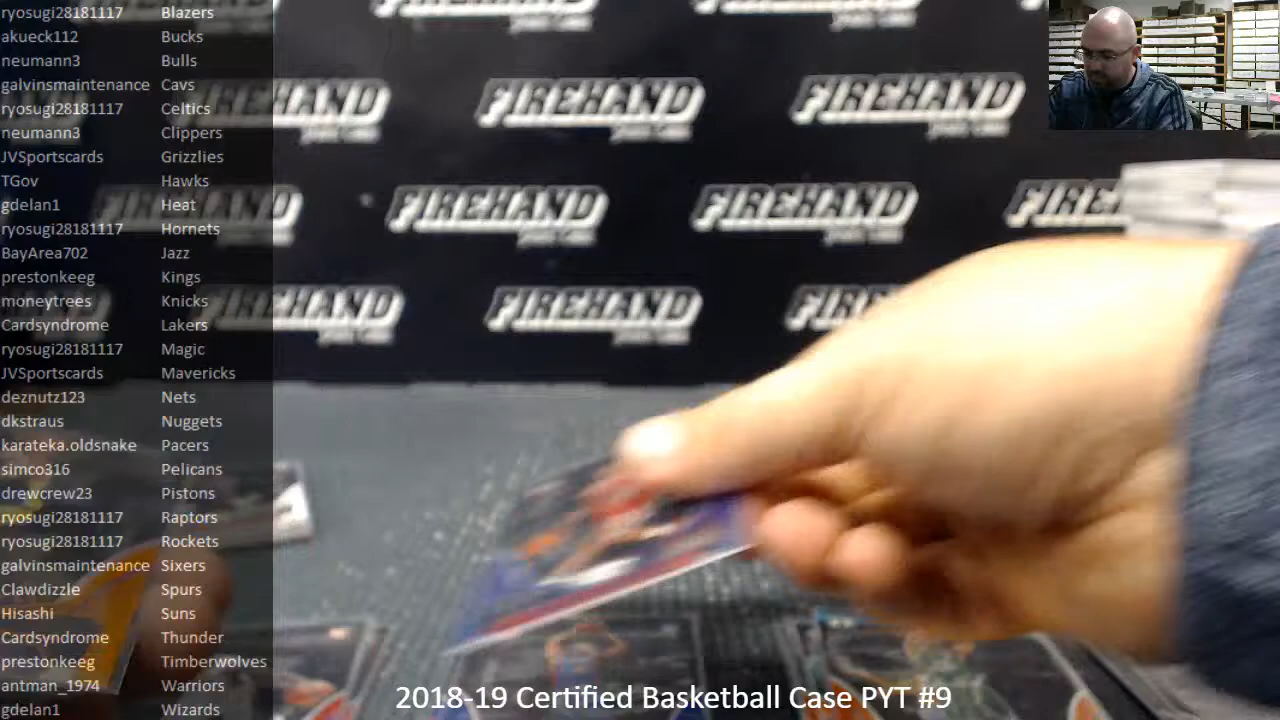 ryosugi28181117 Blazers
akueck112 Bucks
neumann3 Bulls
galvinsmaintenance Cavs
ryosugi28181117 Celtics
neumann3 Clippers
JVSportscards Grizzlies
TGov Hawks
gdelan1 Heat
ryosugi28181117 Hornets
BayArea702 Jazz
prestonkeeg Kings
moneytrees Knicks
Cardsyndrome Lakers
ryosugi28181117 Magic
JVSportscards Mavericks
deznutz123 Nets
dkstraus Nuggets
karateka.oldsnake Pacers
simco316 Pelicans
drewcrew23 Pistons
ryosugi28181117 Raptors
ryosugi28181117 Rockets
galvinsmaintenance Sixers
Clawdizzle Spurs
Hisashi Suns
Cardsyndrome Thunder
prestonkeeg Timberwolves
antman_1974 Warriors
gdelan1 Wizards
FIREHAND FIREHAND FIREHAND
FIREHAND FIREHAND FIREHAND
FIREHAND FIREHAND FIREHAND
2018-19 Certified Basketball Case PYT #9